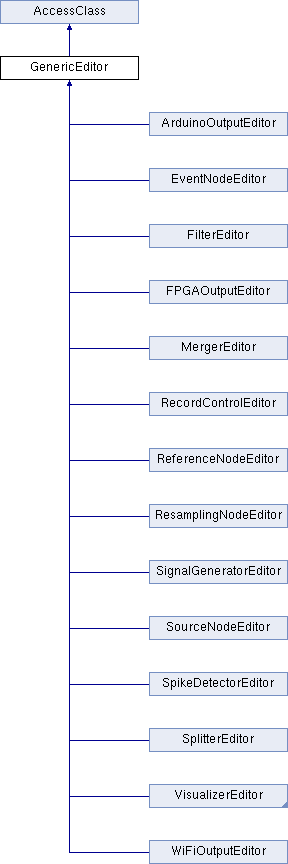 AccessClass
GenericEditor
ArduinoOutputEditor
EventNodeEditor
FilterEditor
FPGAOutputEditor
MergerEditor
RecordControlEditor
ReferenceNodeEditor
ResamplingNodeEditor
SignalGeneratorEditor
SourceNodeEditor
SpikeDetectorEditor
SplitterEditor
VisualizerEditor
WiFiOutputEditor